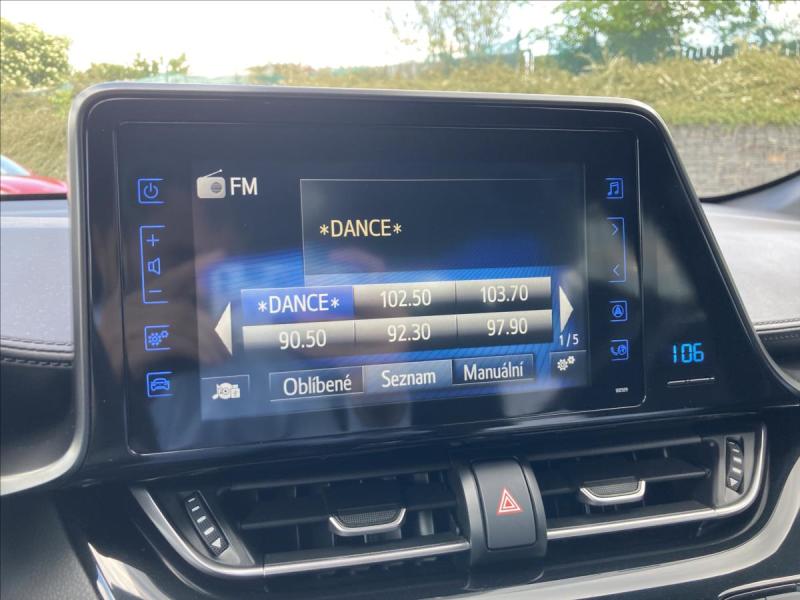 FM
*DANCE*
*DANCE* 102.50 103.70
90.50 92.30 97.90
1/5
Oblíbené Seznam Manuální
106